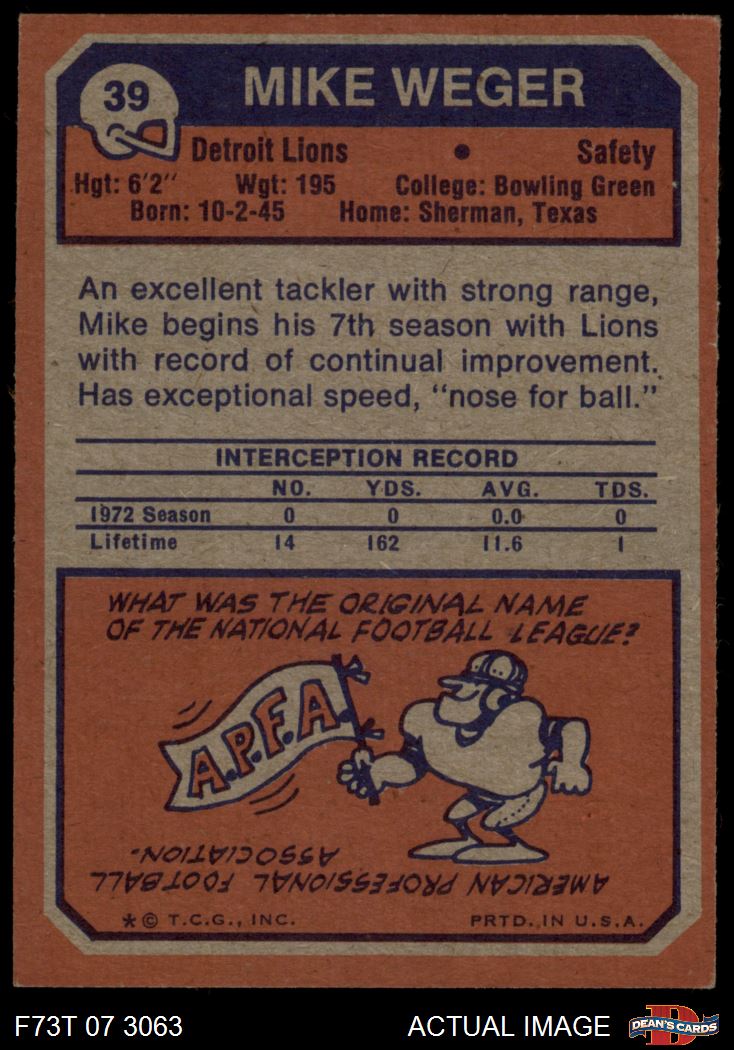 39
MIKE WEGER
Detroit Lions • Safety
Hgt: 6'2" Wgt: 195 College: Bowling Green
Born: 10-2-45 Home: Sherman, Texas
An excellent tackler with strong range,
Mike begins his 7th season with Lions
with record of continual improvement.
Has exceptional speed, "nose for ball."
INTERCEPTION RECORD
NO. YDS. AVG. TDS.
1972 Season 0 0 0.0 0
Lifetime 14 162 11.6 1
WHAT WAS THE ORIGINAL NAME
OF THE NATIONAL FOOTBALL LEAGUE?
A.P.F.A.
AMERICAN PROFESSIONAL FOOTBALL
ASSOCIATION.
* © T.C.G., INC. PRTD. IN U.S.A.
F73T 07 3063 ACTUAL IMAGE
D
DEAN'S CARDS